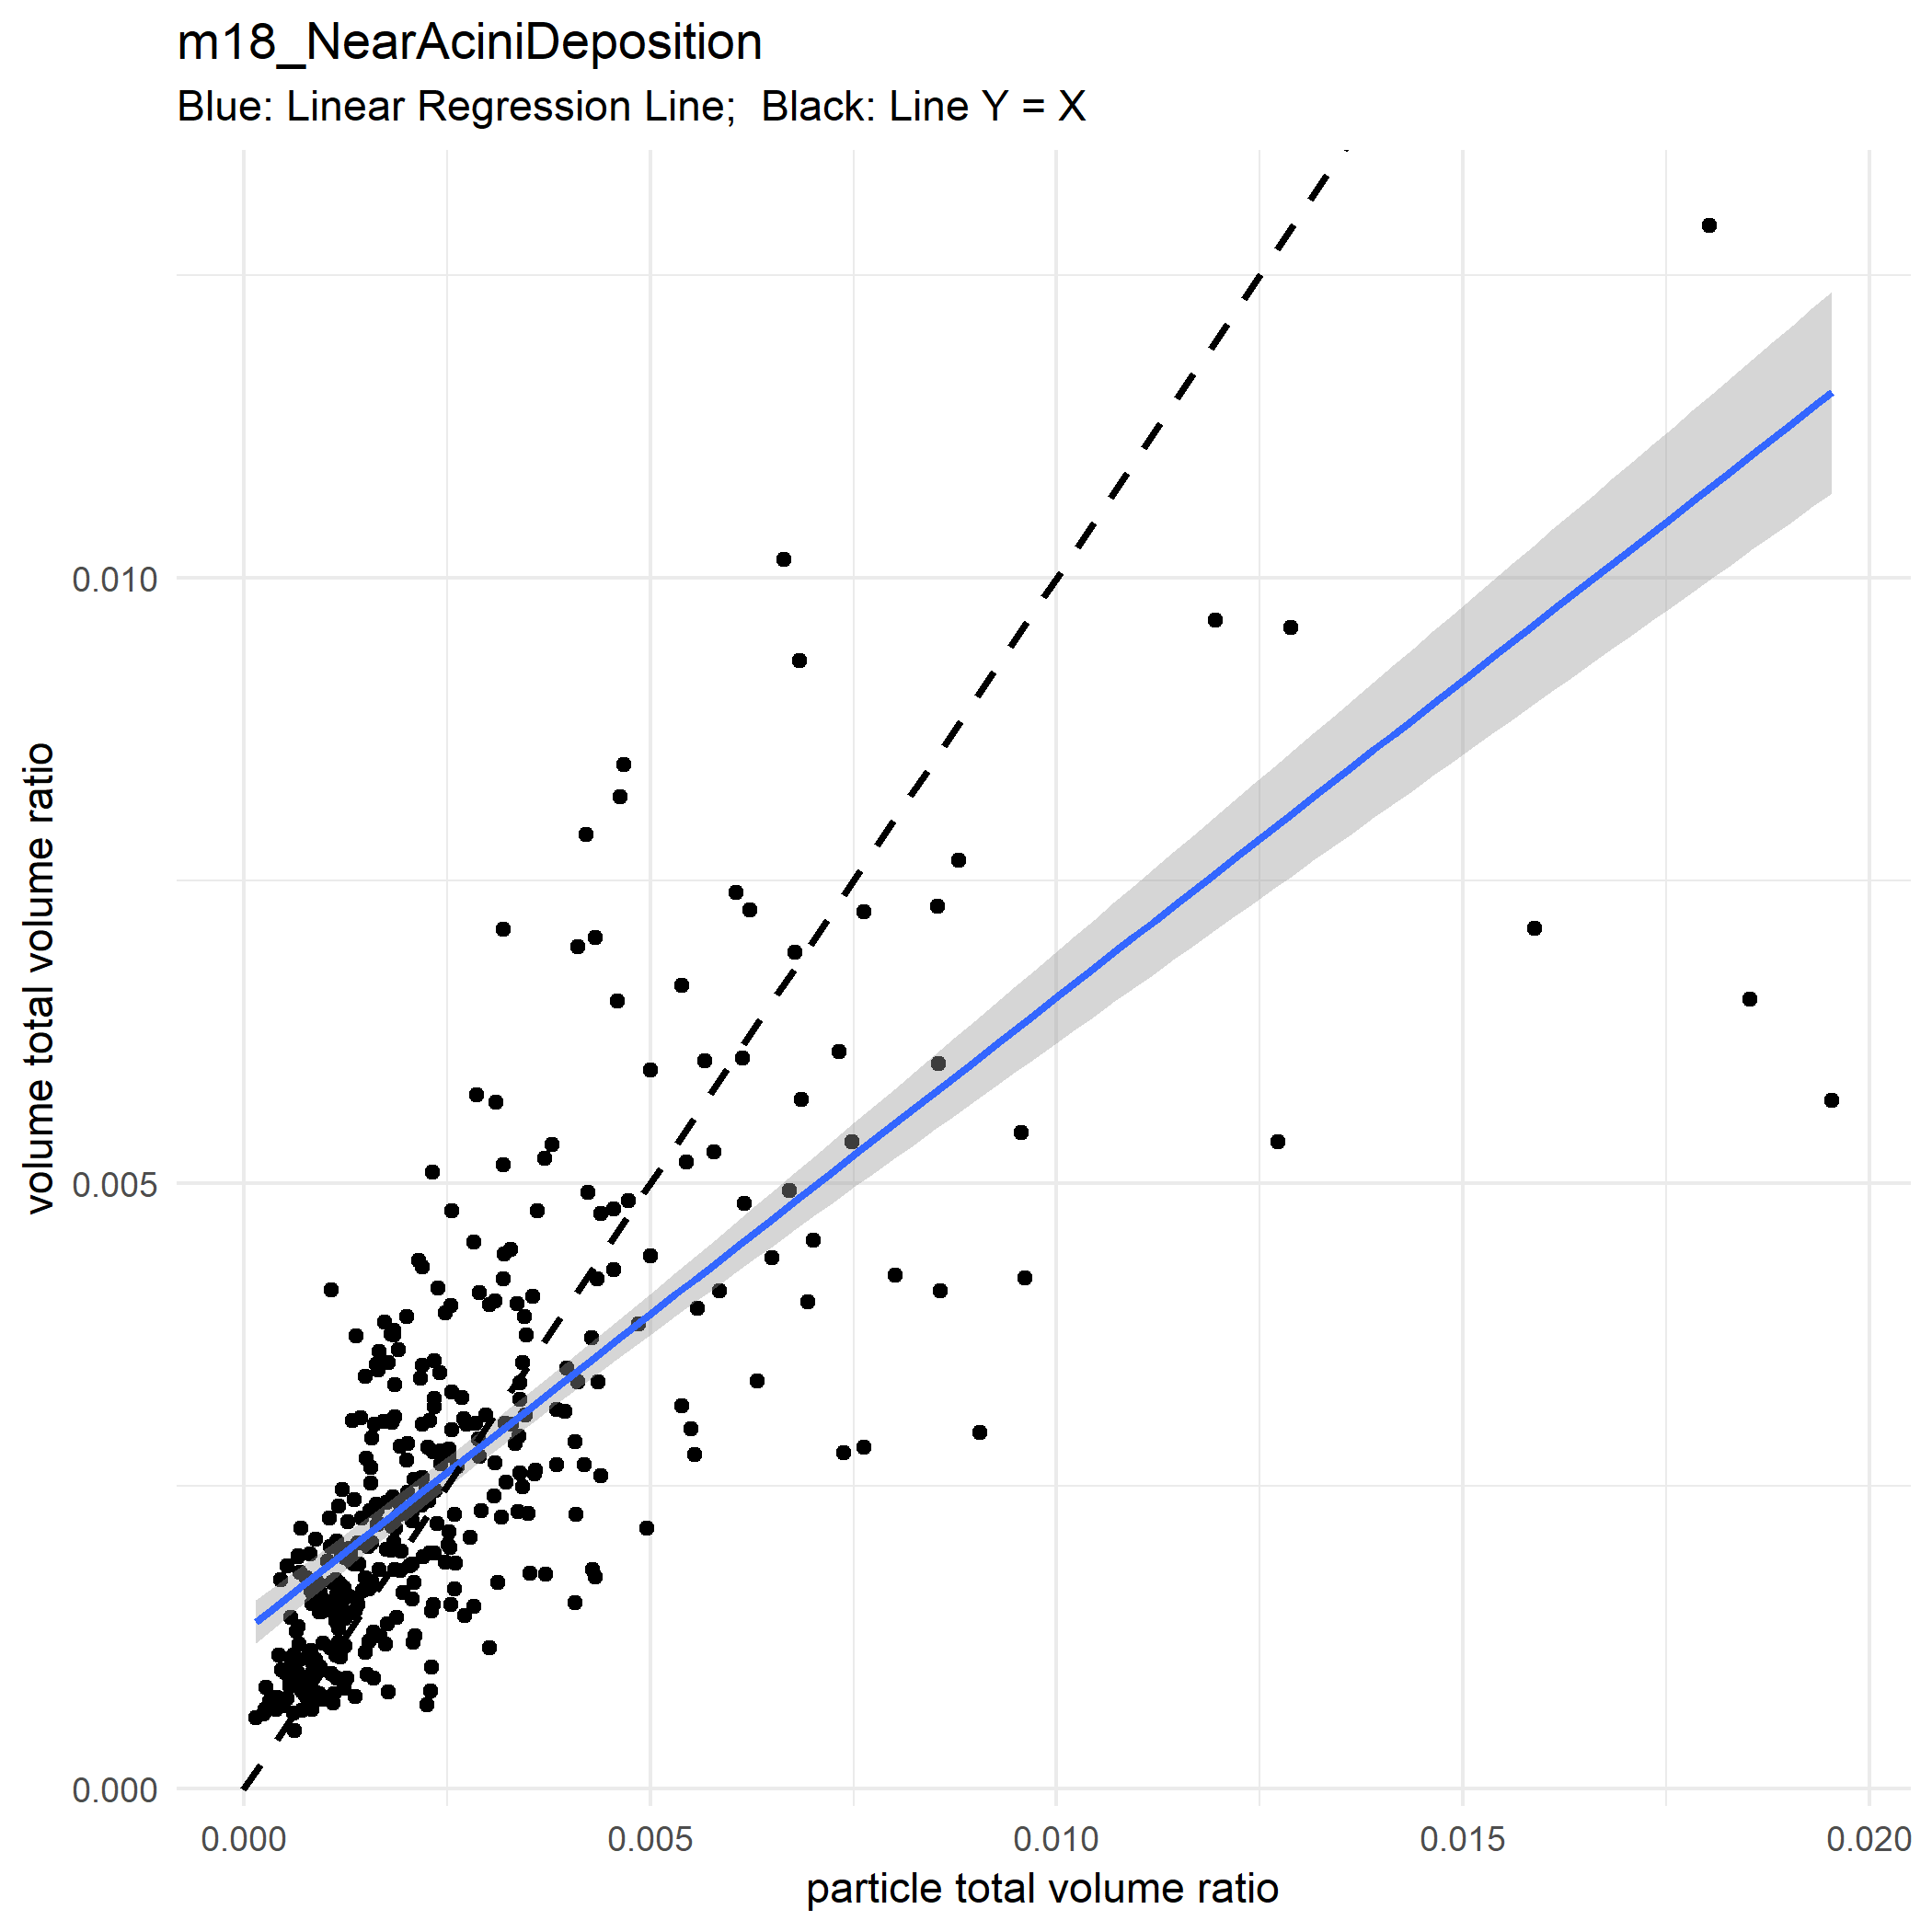 m18_NearAciniDeposition
Blue: Linear Regression Line;  Black: Line Y = X
volume total volume ratio
0.010
0.005
0.000
0.000
0.005
0.010
0.015
0.020
particle total volume ratio